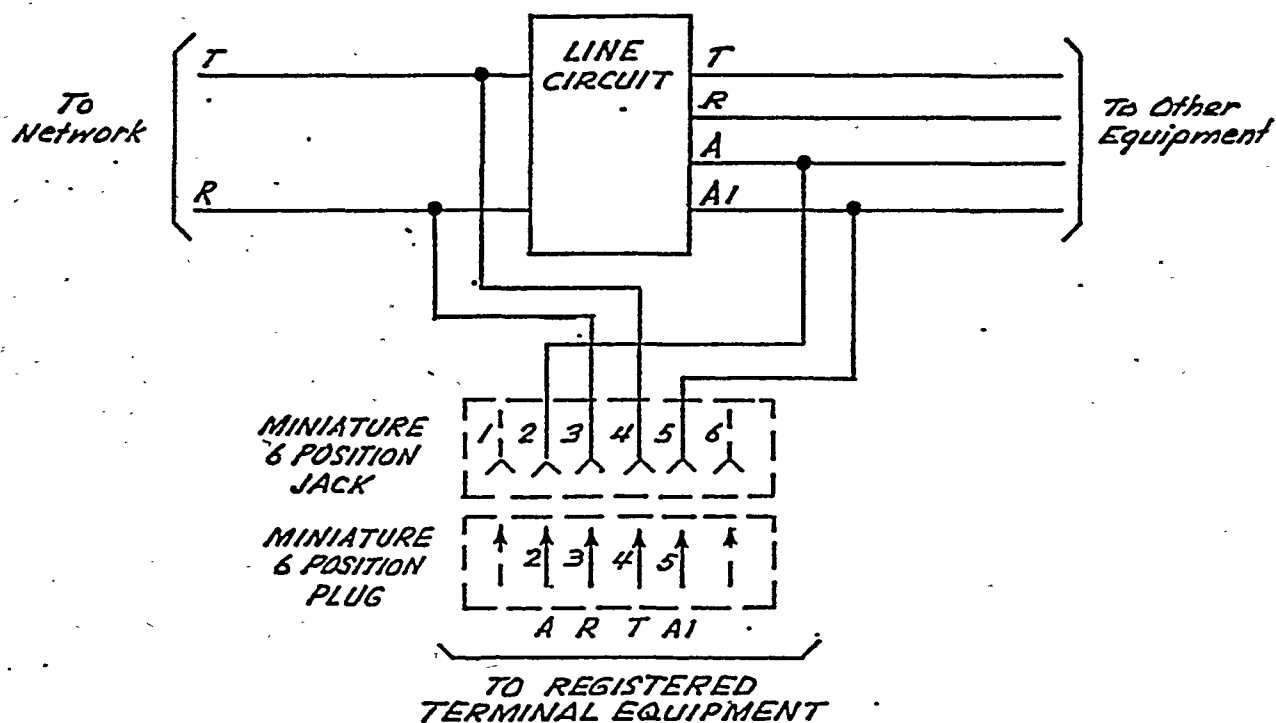 LINE
CIRCUIT
T
R
To
Network
T
R
A
A1
To Other
Equipment
MINIATURE
6 POSITION
JACK
1 2 3 4 5 6
MINIATURE
6 POSITION
PLUG
2 3 4 5
A R T A1
TO REGISTERED
TERMINAL EQUIPMENT